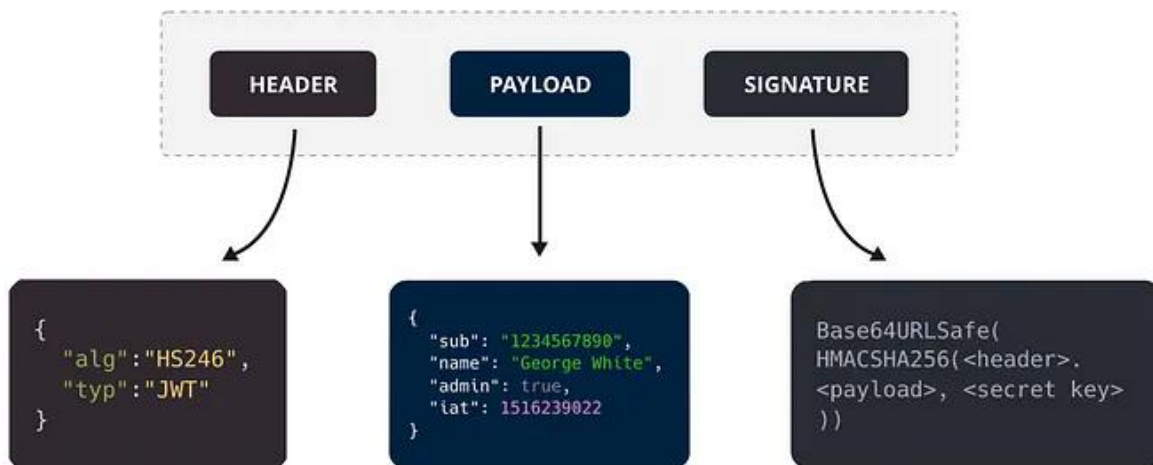 HEADER
PAYLOAD
SIGNATURE
{
"alg":"HS246",
"typ":"JWT"
}
{
"sub": "1234567890",
"name": "George White",
"admin": true,
"iat": 1516239022
}
Base64URLSafe(
HMACSHA256(<header>.
<payload>, <secret key>
))